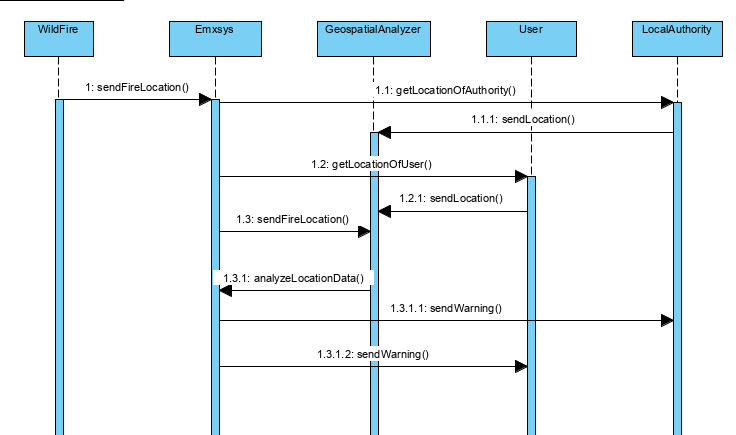 WildFire
Emxsys
GeospatialAnalyzer
User
LocalAuthority
1: sendFireLocation()
1.1: getLocationOfAuthority()
1.1.1: sendLocation()
1.2: getLocationOfUser()
1.2.1: sendLocation()
1.3: sendFireLocation()
1.3.1: analyzeLocationData()
1.3.1.1: sendWarning()
1.3.1.2: sendWarning()